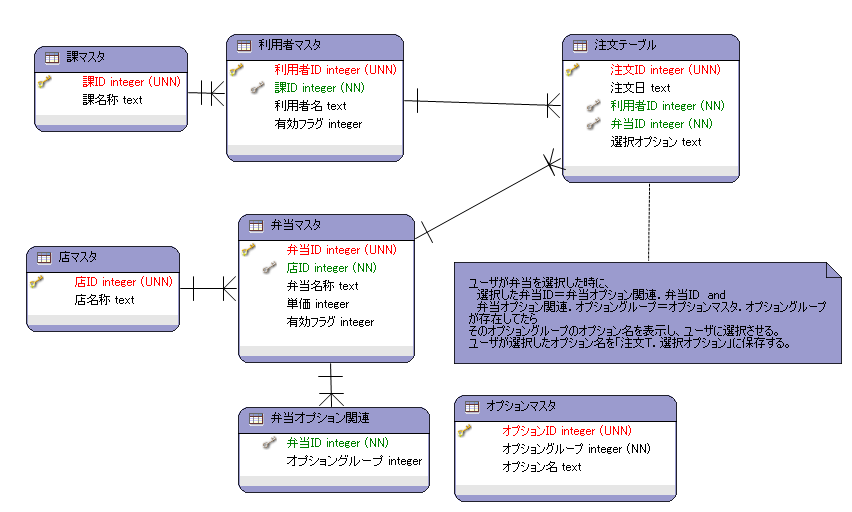 課マスタ
課ID integer (UNN)
課名称 text
利用者マスタ
利用者ID integer (UNN)
課ID integer (NN)
利用者名 text
有効フラグ integer
注文テーブル
注文ID integer (UNN)
注文日 text
利用者ID integer (NN)
弁当ID integer (NN)
選択オプション text
店マスタ
店ID integer (UNN)
店名称 text
弁当マスタ
弁当ID integer (UNN)
店ID integer (NN)
弁当名称 text
単価 integer
有効フラグ integer
ユーザが弁当を選択した時に、
選択した弁当ID＝弁当オプション関連．弁当ID and
弁当オプション関連．オプショングループ＝オプションマスタ．オプショングループ
が存在してたら
そのオプショングループのオプション名を表示し、ユーザに選択させる。
ユーザが選択したオプション名を「注文T．選択オプション」に保存する。
弁当オプション関連
弁当ID integer (NN)
オプショングループ integer
オプションマスタ
オプションID integer (UNN)
オプショングループ integer (NN)
オプション名 text